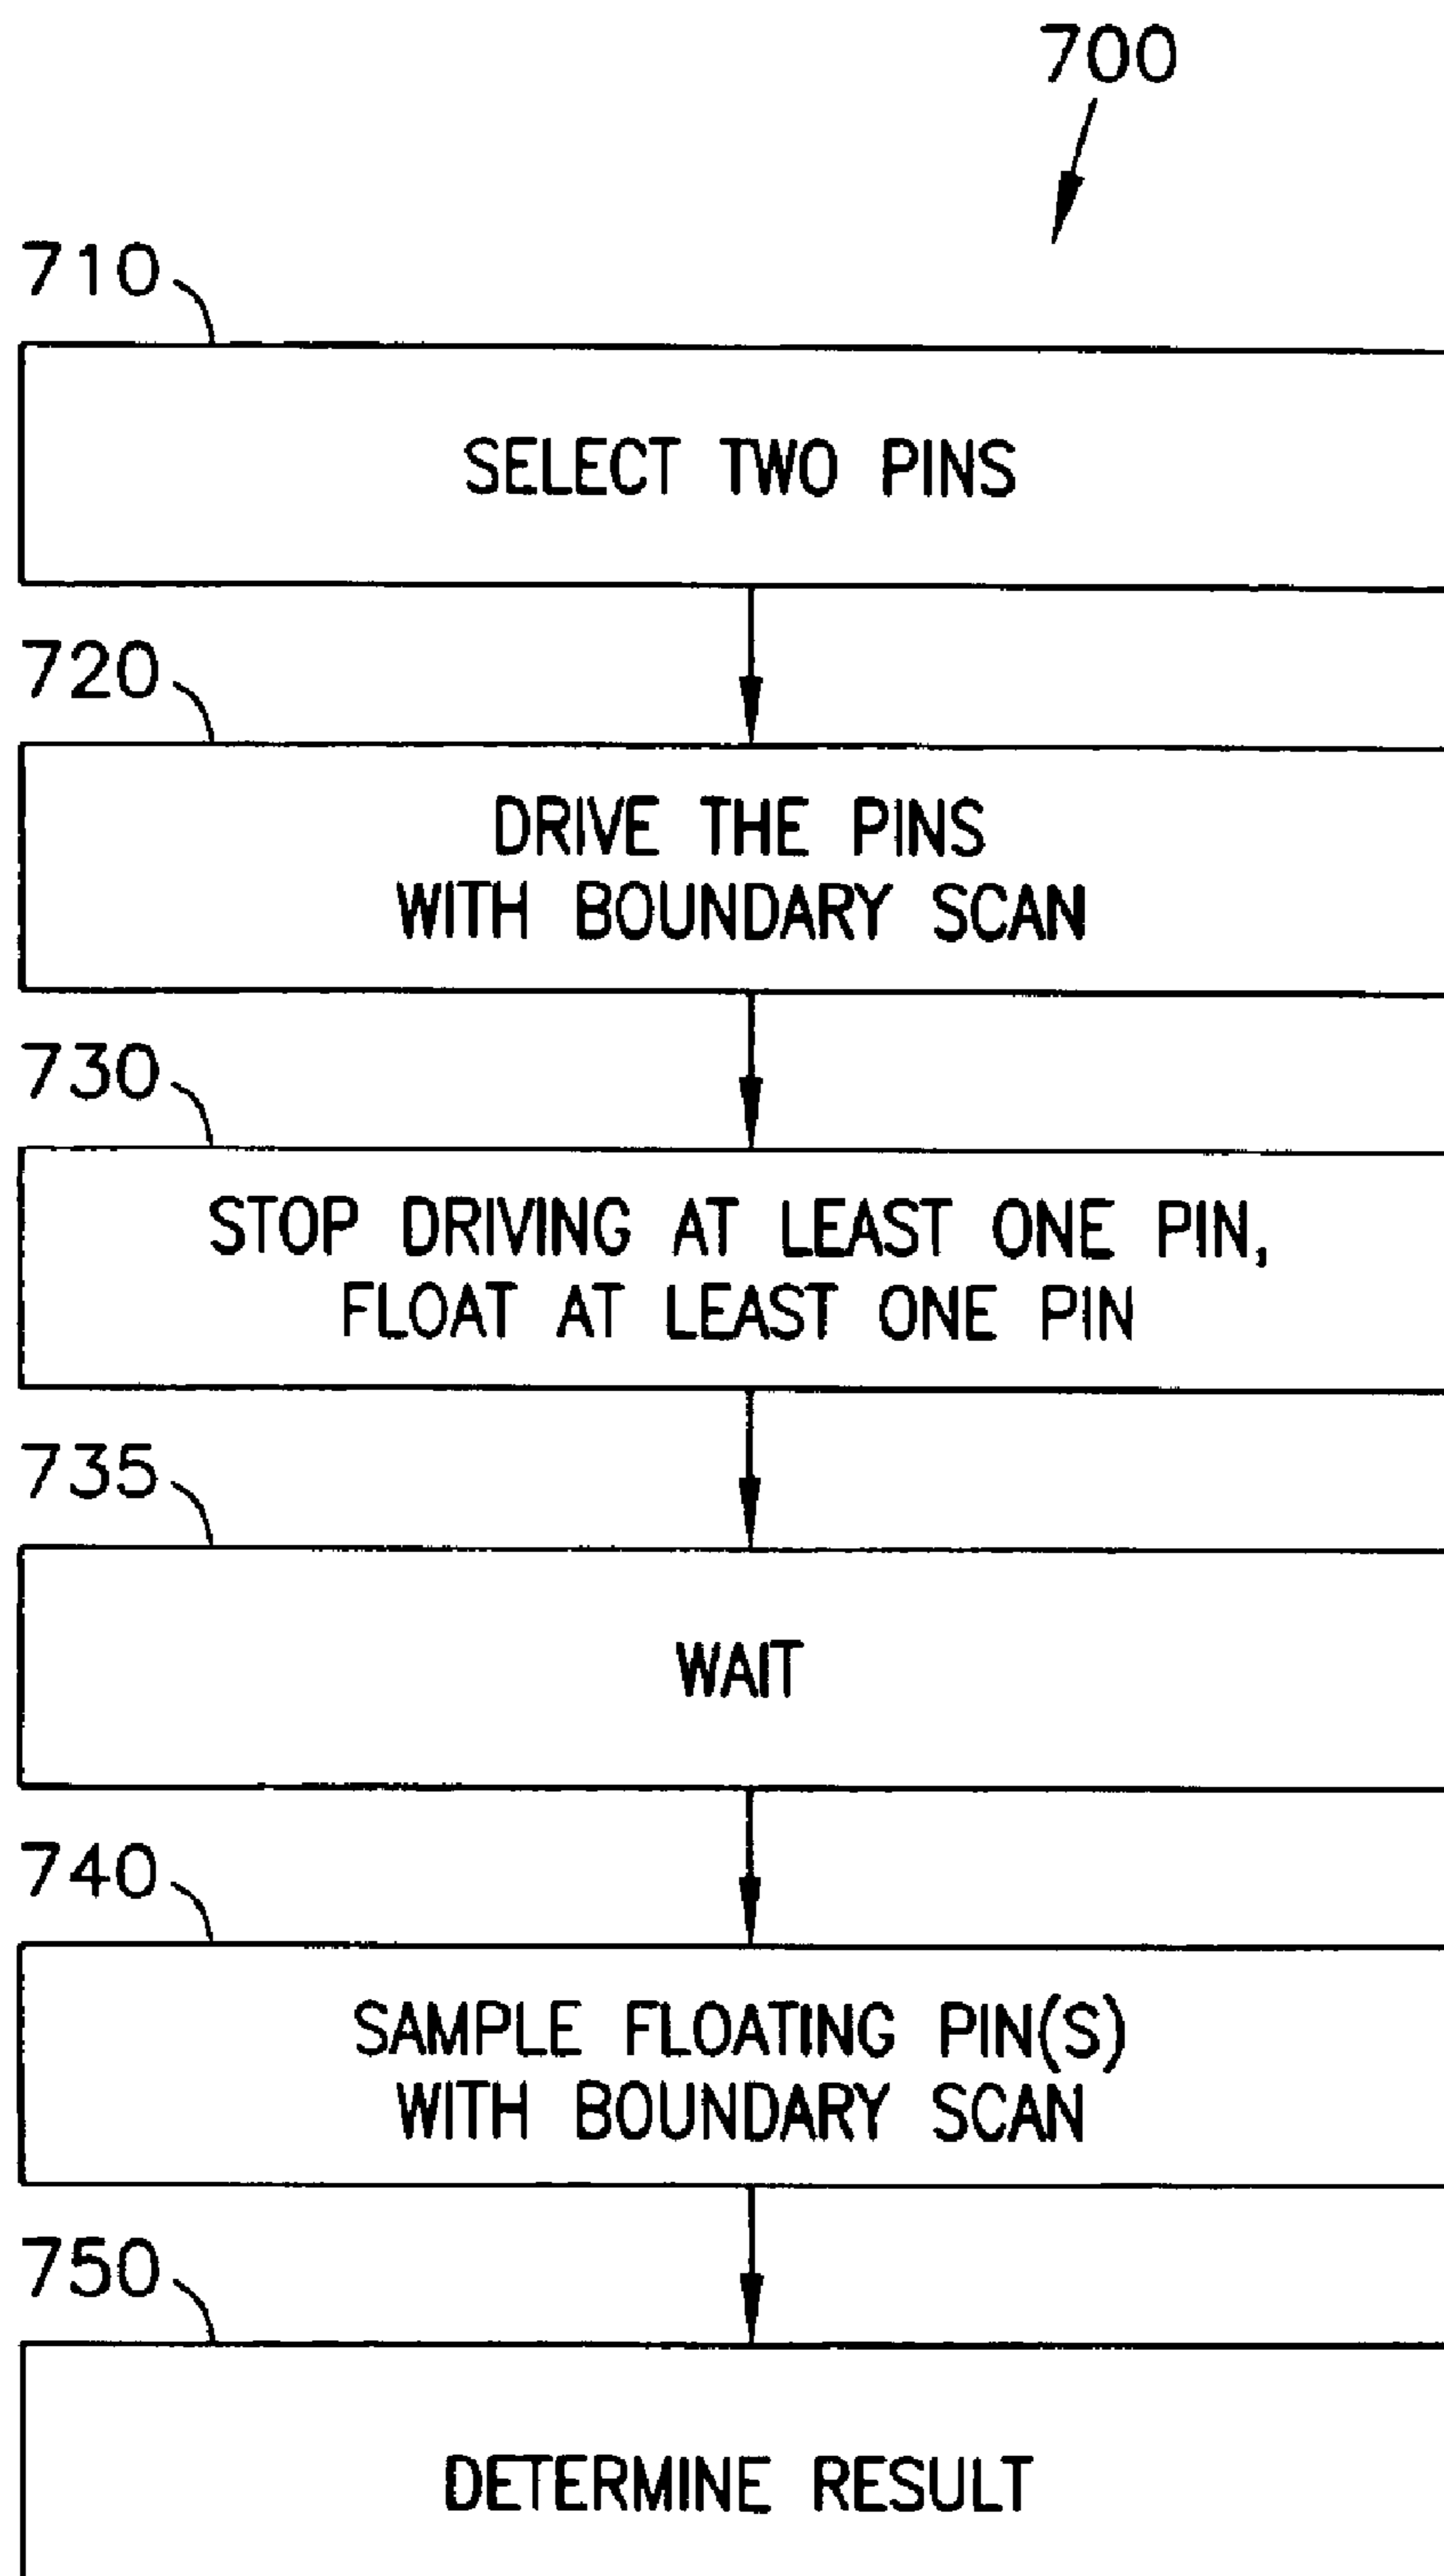 700
710
SELECT TWO PINS
720
DRIVE THE PINS
WITH BOUNDARY SCAN
730
STOP DRIVING AT LEAST ONE PIN,
FLOAT AT LEAST ONE PIN
735
WAIT
740
SAMPLE FLOATING PIN(S)
WITH BOUNDARY SCAN
750
DETERMINE RESULT